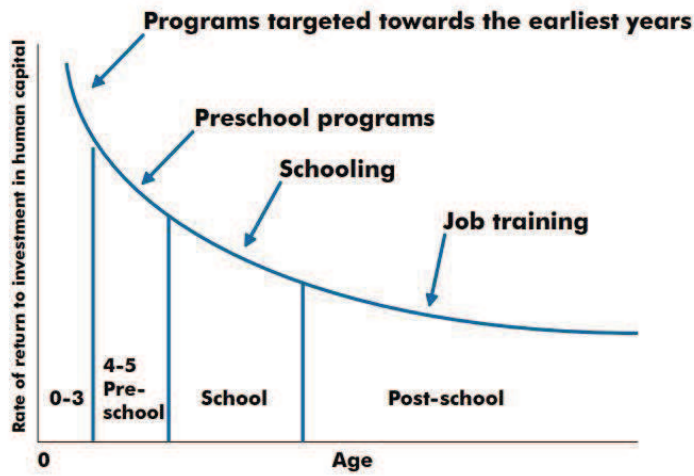 Programs targeted towards the earliest years
Preschool programs
Schooling
Job training
Rate of return to investment in human capital
0-3
4-5
Pre-
school
School
Post-school
0
Age